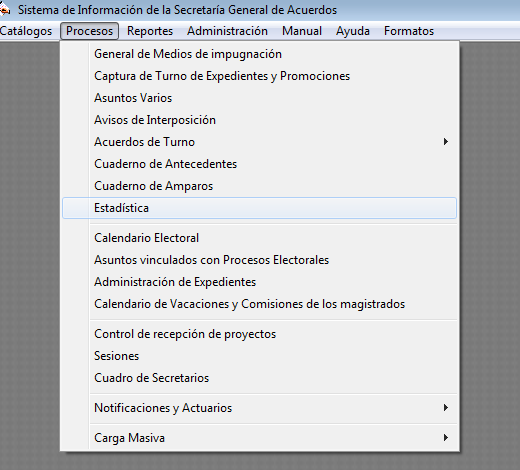 Sistema de Información de la Secretaría General de Acuerdos
Catálogos Procesos Reportes Administración Manual Ayuda Formatos
General de Medios de impugnación
Captura de Turno de Expedientes y Promociones
Asuntos Varios
Avisos de Interposición
Acuerdos de Turno
Cuaderno de Antecedentes
Cuaderno de Amparos
Estadística
Calendario Electoral
Asuntos vinculados con Procesos Electorales
Administración de Expedientes
Calendario de Vacaciones y Comisiones de los magistrados
Control de recepción de proyectos
Sesiones
Cuadro de Secretarios
Notificaciones y Actuarios
Carga Masiva